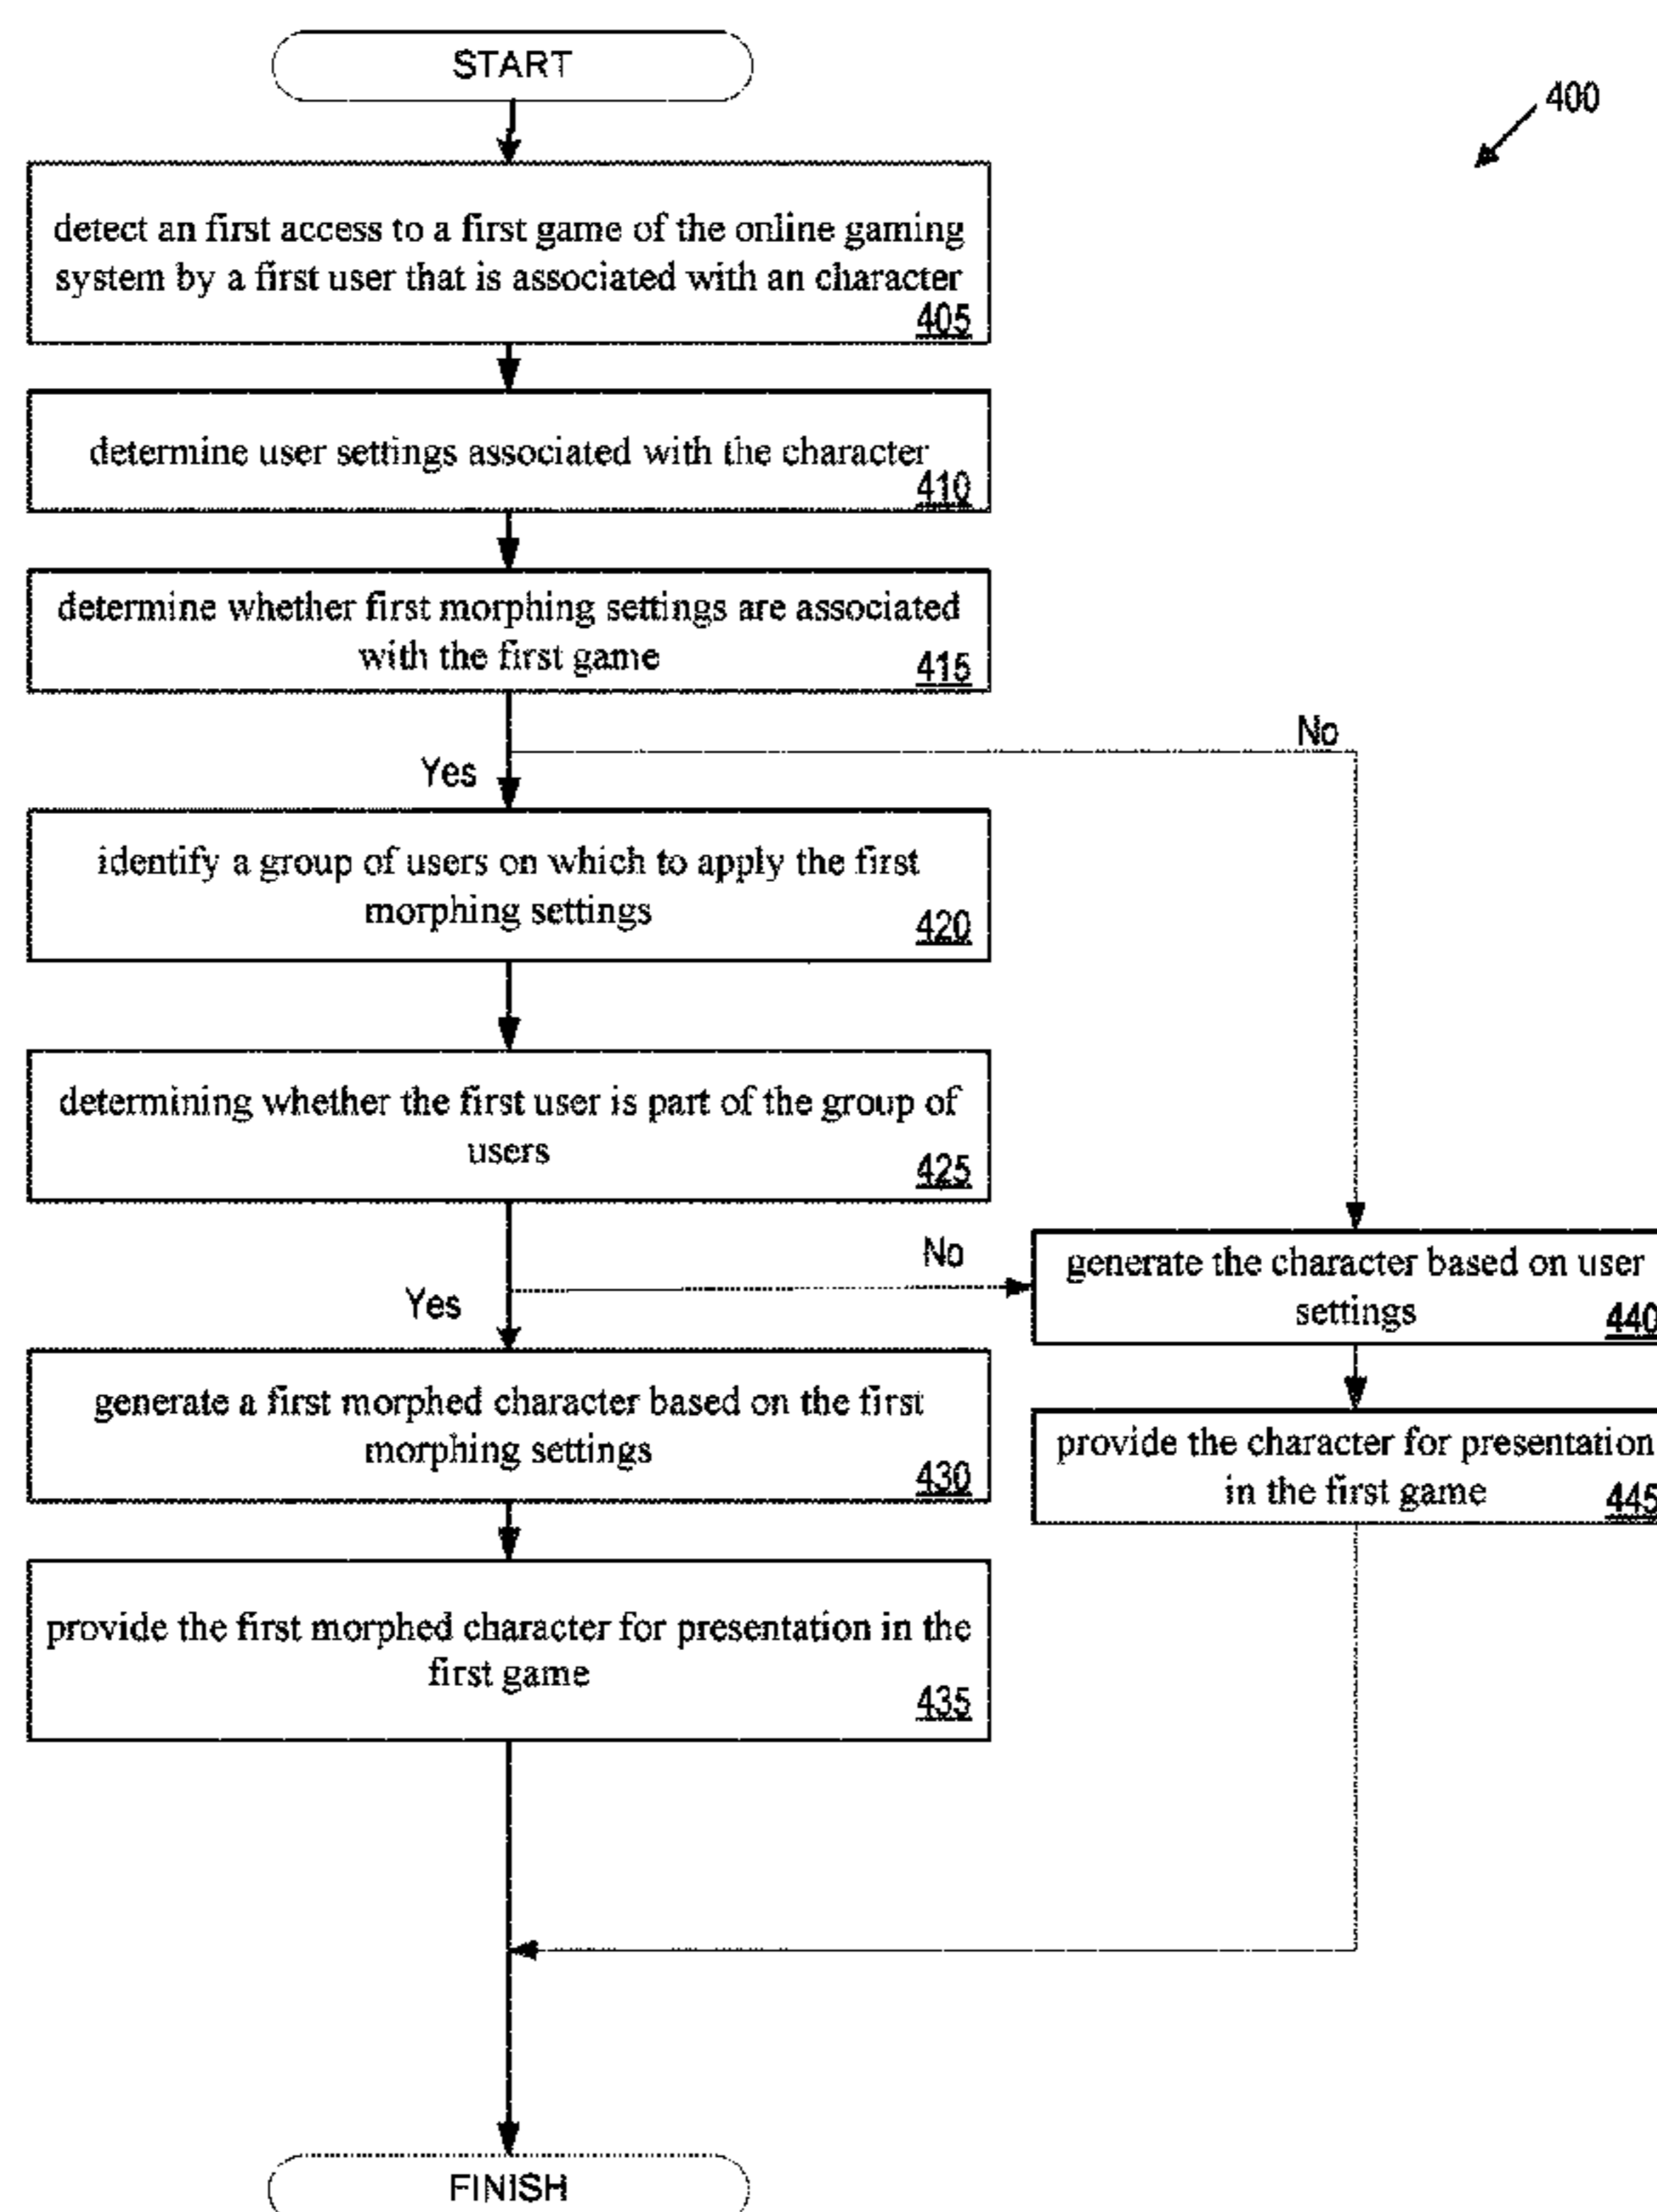 START
400
detect an first access to a first game of the online gaming
system by a first user that is associated with an character
405
determine user settings associated with the character
410
determine whether first morphing settings are associated
with the first game
415
No
Yes
identify a group of users on which to apply the first
morphing settings
420
determining whether the first user is part of the group of
users
425
No
Yes
generate the character based on user
settings
440
generate a first morphed character based on the first
morphing settings
430
provide the character for presentation
in the first game
445
provide the first morphed character for presentation in the
first game
435
FINISH